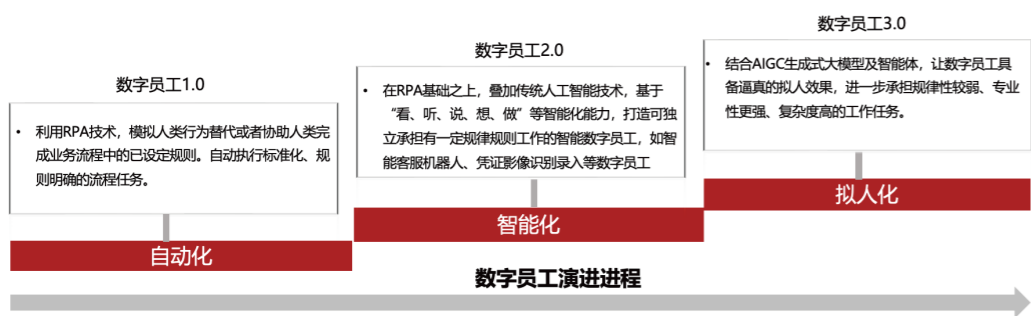 数字员工1.0
• 利用RPA技术，模拟人类行为替代或者协助人类完
成业务流程中的已设定规则。自动执行标准化、规
则明确的流程任务。
自动化
数字员工2.0
• 在RPA基础之上，叠加传统人工智能技术，基于
“看、听、说、想、做”等智能化能力，打造可独
立承担有一定规律规则工作的智能数字员工，如智
能客服机器人、凭证影像识别录入等数字员工
智能化
数字员工3.0
• 结合AIGC生成式大模型及智能体，让数字员工具
备逼真的拟人效果，进一步承担规律性较弱、专业
性更强、复杂度高的工作任务。
拟人化
数字员工演进进程